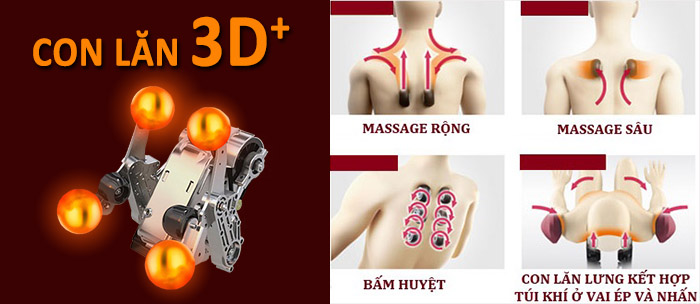 CON LĂN 3D+
MASSAGE RỘNG
MASSAGE SÂU
BẤM HUYỆT
CON LĂN LƯNG KẾT HỢP
TÚI KHÍ Ở VAI ÉP VÀ NHẤN